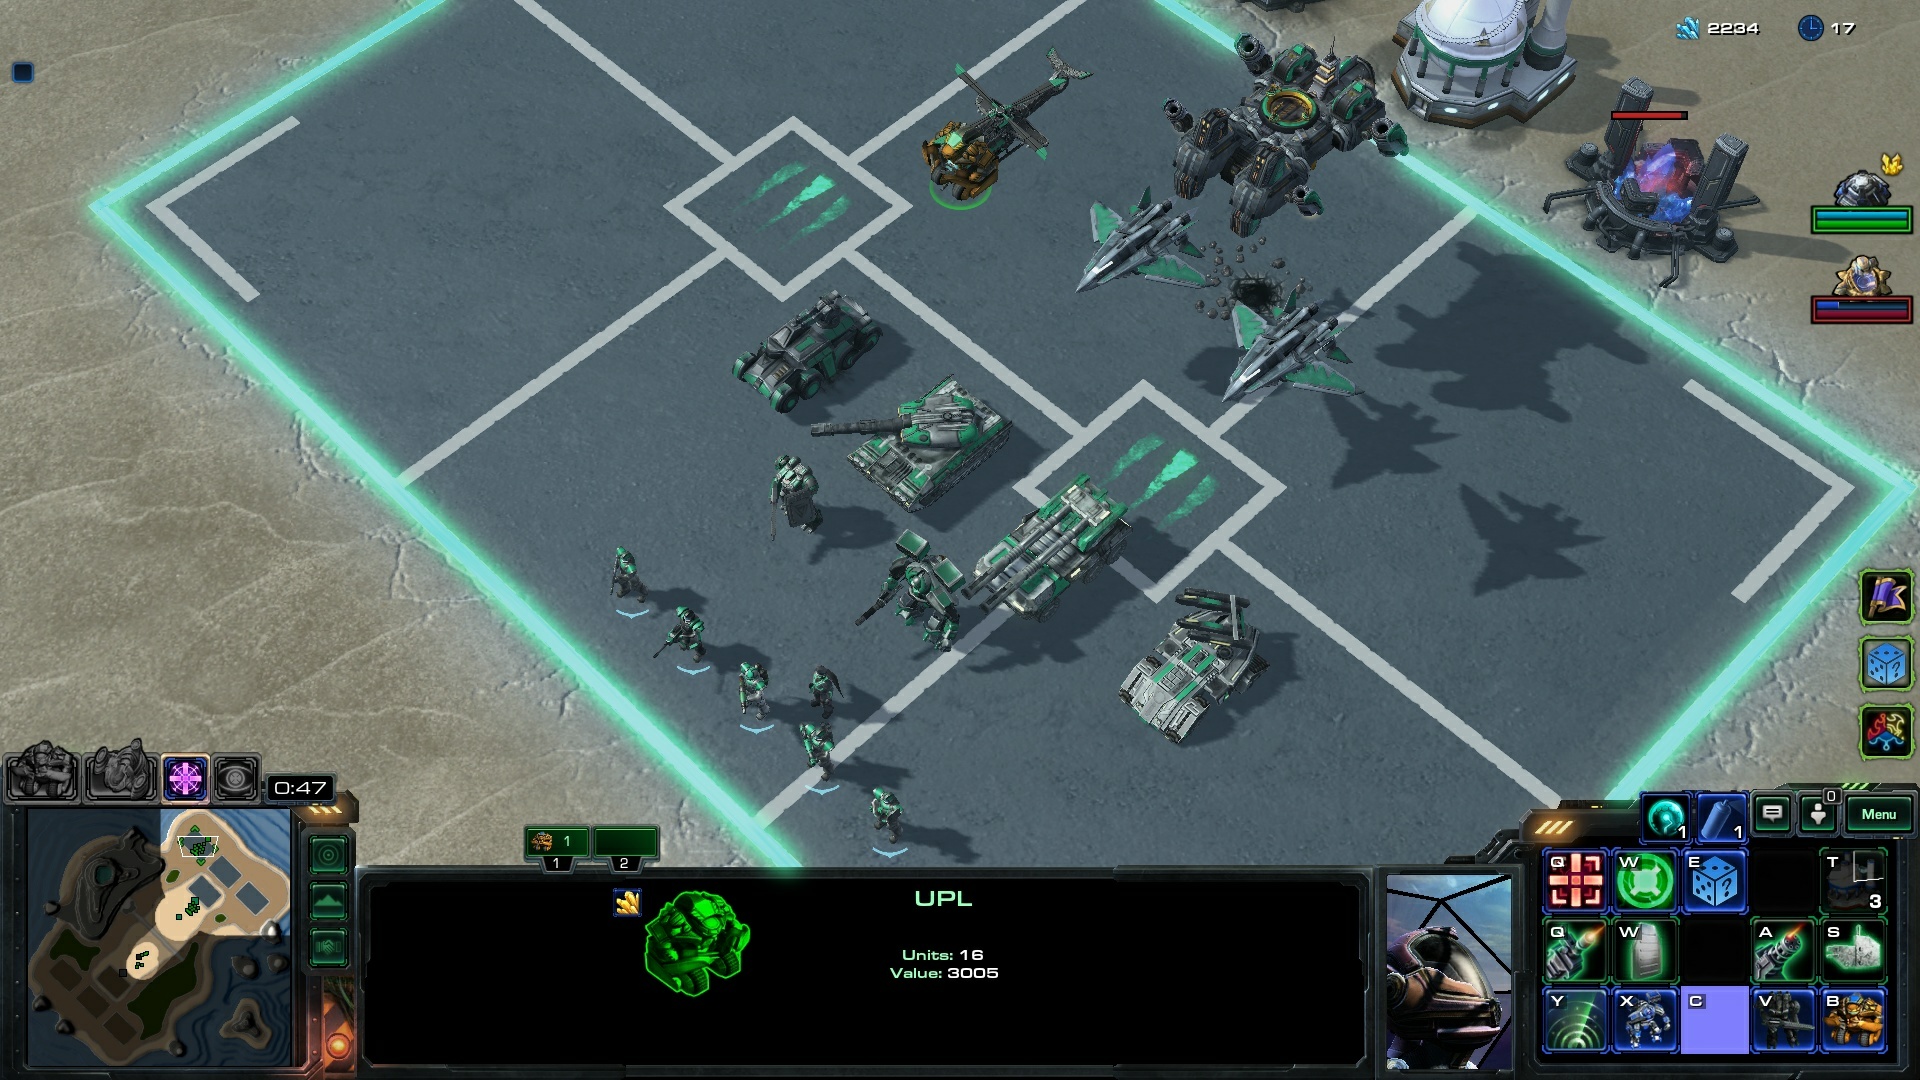 2234 17
0:47
1
1 2
UPL
Units: 16
Value: 3005
0
1 1 Menu
Q W E T
3
Q W A S
Y X C V B